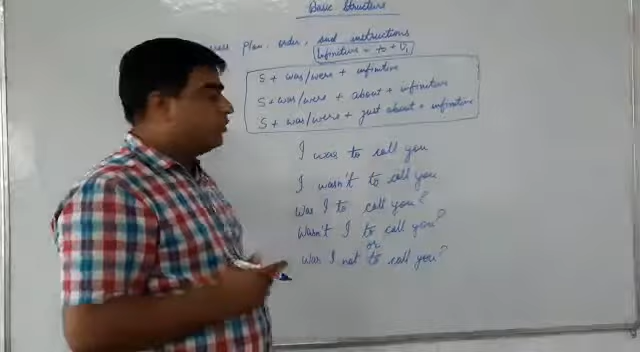 Basic Structure
Plan, order, and instructions
Infinitive = to + V1
S + was/were + infinitive
S + was/were + about + infinitive
S + was/were + just about + infinitive
I was to call you
I wasn't to call you
Was I to call you?
Wasn't I to call you?
or
Was I not to call you?